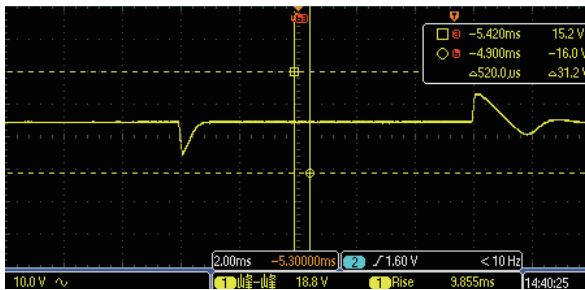 −5.420ms 15.2 V
−4.900ms −16.0 V
△520.0μs △31.2 V
2.00ms −5.30000ms
2 1.60 V < 10 Hz
10.0 V 1 峰−峰 18.8 V 1 Rise 9.855ms 14:40:25